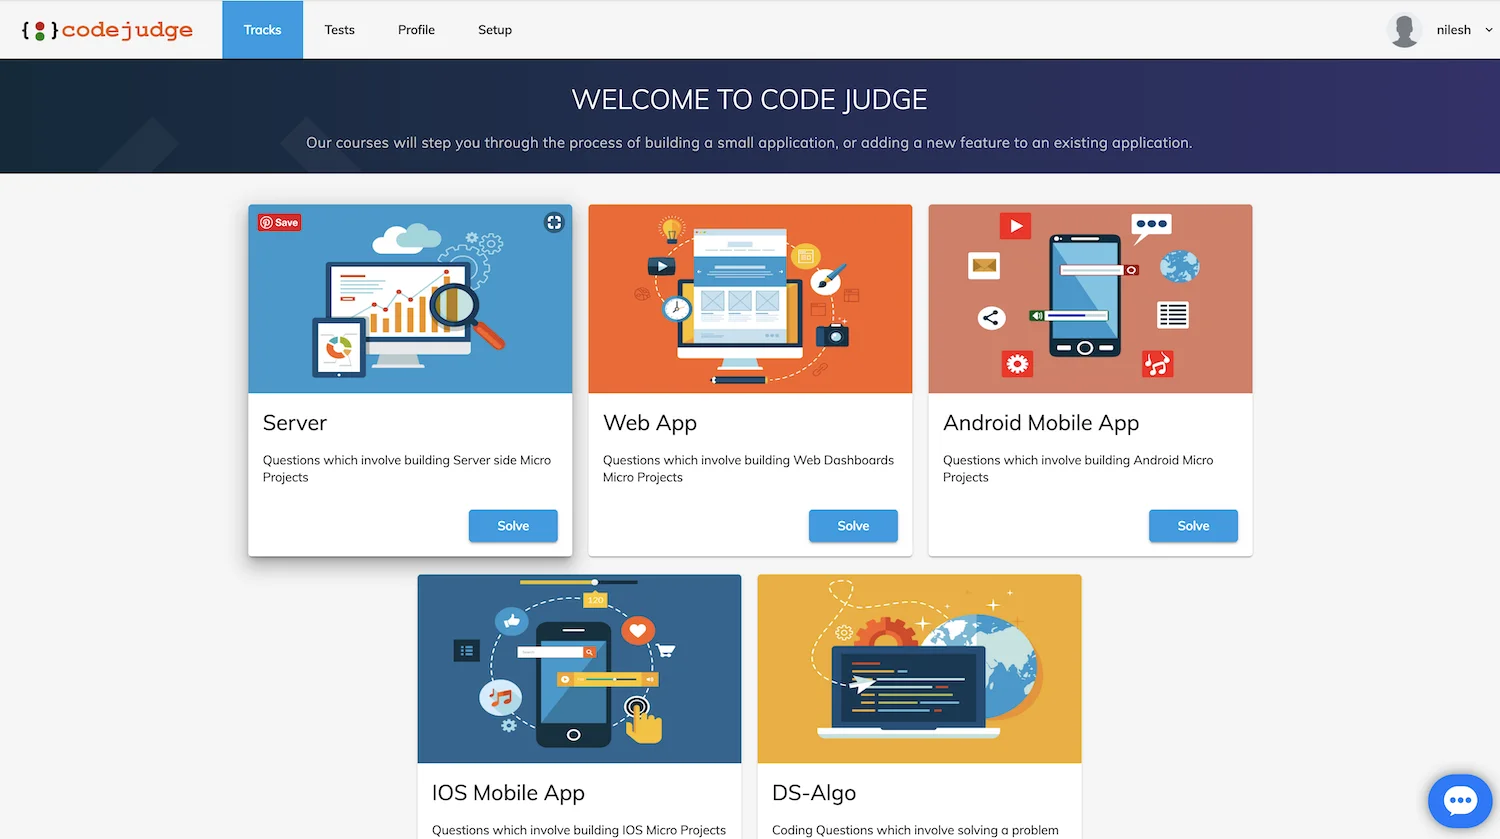 {:}codejudge
Tracks
Tests
Profile
Setup
nilesh
WELCOME TO CODE JUDGE
Our courses will step you through the process of building a small application, or adding a new feature to an existing application.
Save
Server
Questions which involve building Server side Micro
Projects
Solve
Web App
Questions which involve building Web Dashboards
Micro Projects
Solve
Android Mobile App
Questions which involve building Android Micro
Projects
Solve
120
IOS Mobile App
Questions which involve building IOS Micro Projects
DS-Algo
Coding Questions which involve solving a problem